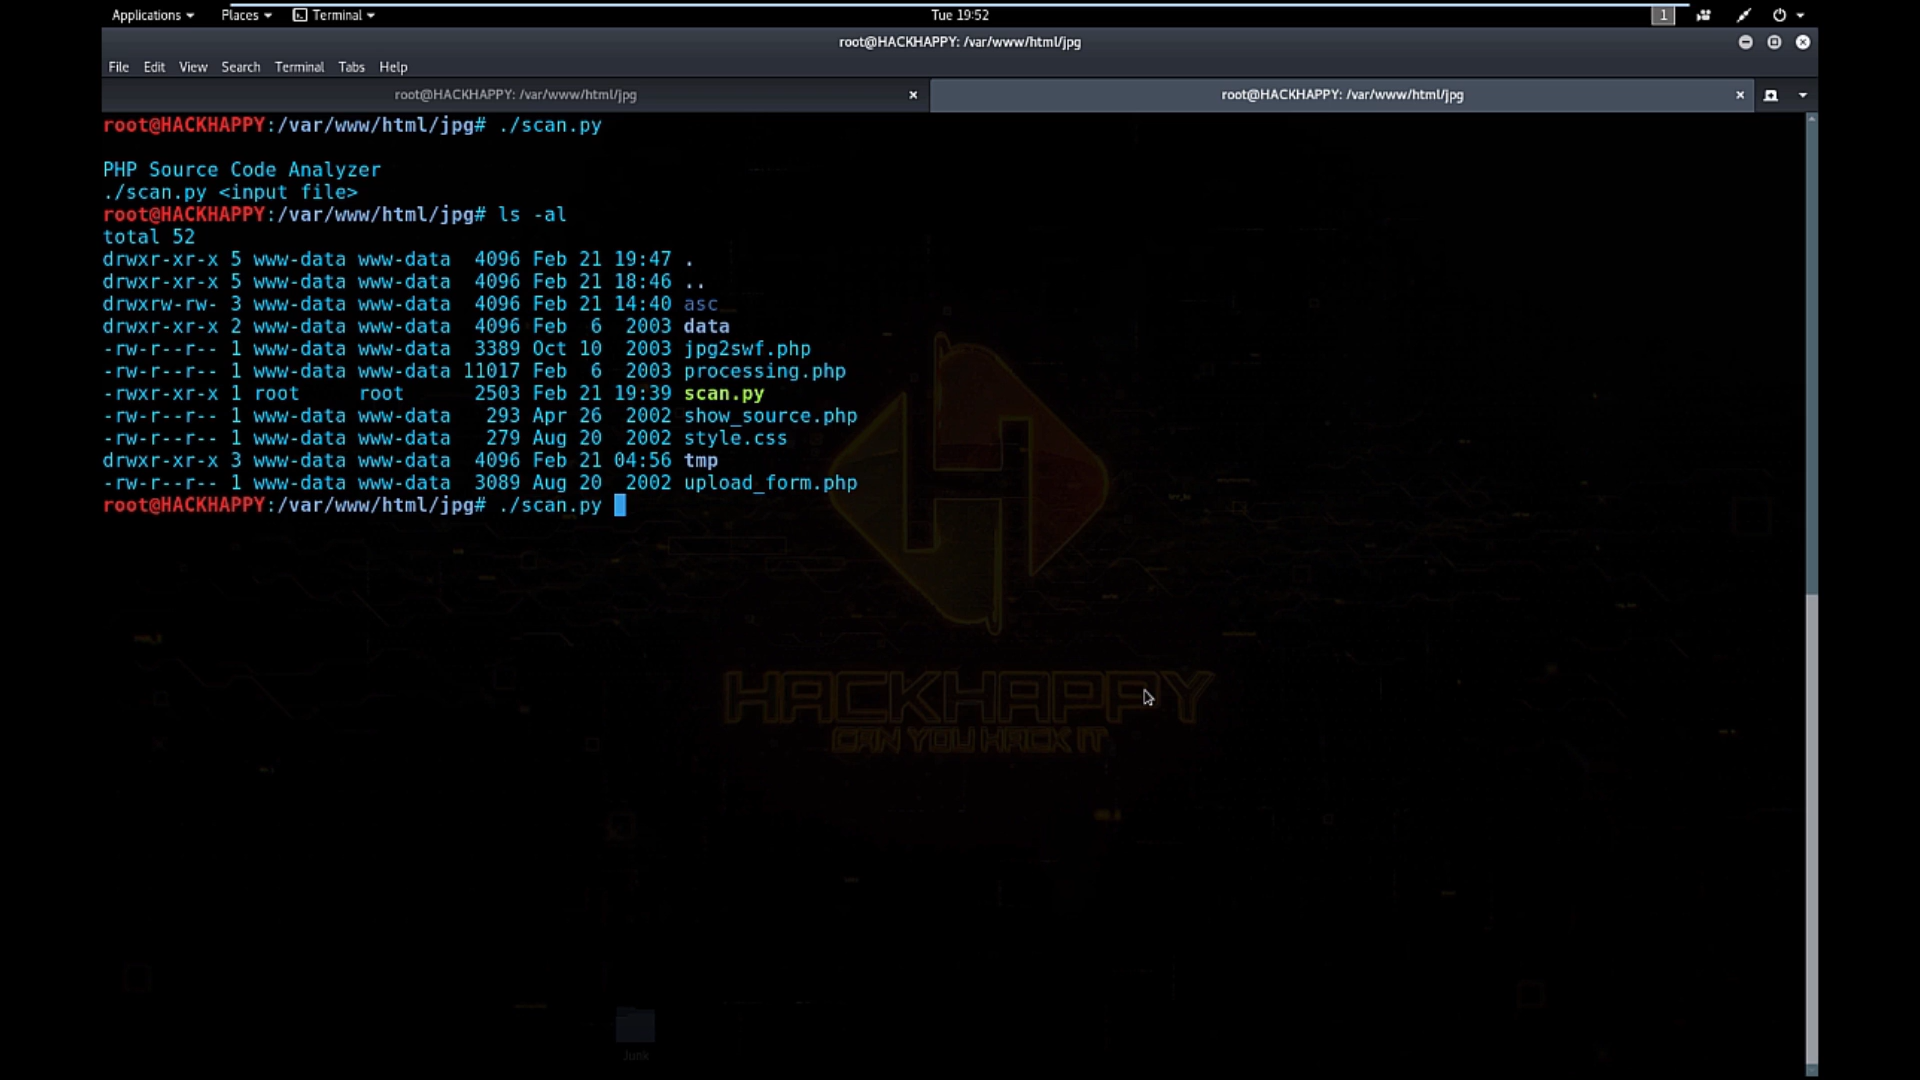 Applications Places Terminal Tue 19:52 1
root@HACKHAPPY: /var/www/html/jpg
File Edit View Search Terminal Tabs Help
root@HACKHAPPY: /var/www/html/jpg root@HACKHAPPY: /var/www/html/jpg
root@HACKHAPPY:/var/www/html/jpg# ./scan.py
PHP Source Code Analyzer
./scan.py <input file>
root@HACKHAPPY:/var/www/html/jpg# ls -al
total 52
drwxr-xr-x 5 www-data www-data  4096 Feb 21 19:47 .
drwxr-xr-x 5 www-data www-data  4096 Feb 21 18:46 ..
drwxrw-rw- 3 www-data www-data  4096 Feb 21 14:40 asc
drwxr-xr-x 2 www-data www-data  4096 Feb  6  2003 data
-rw-r--r-- 1 www-data www-data  3389 Oct 10  2003 jpg2swf.php
-rw-r--r-- 1 www-data www-data 11017 Feb  6  2003 processing.php
-rwxr-xr-x 1 root     root      2503 Feb 21 19:39 scan.py
-rw-r--r-- 1 www-data www-data   293 Apr 26  2002 show_source.php
-rw-r--r-- 1 www-data www-data   279 Aug 20  2002 style.css
drwxr-xr-x 3 www-data www-data  4096 Feb 21 04:56 tmp
-rw-r--r-- 1 www-data www-data  3089 Aug 20  2002 upload_form.php
root@HACKHAPPY:/var/www/html/jpg# ./scan.py
HACKHAPPY
CAN YOU HACK IT
Junk